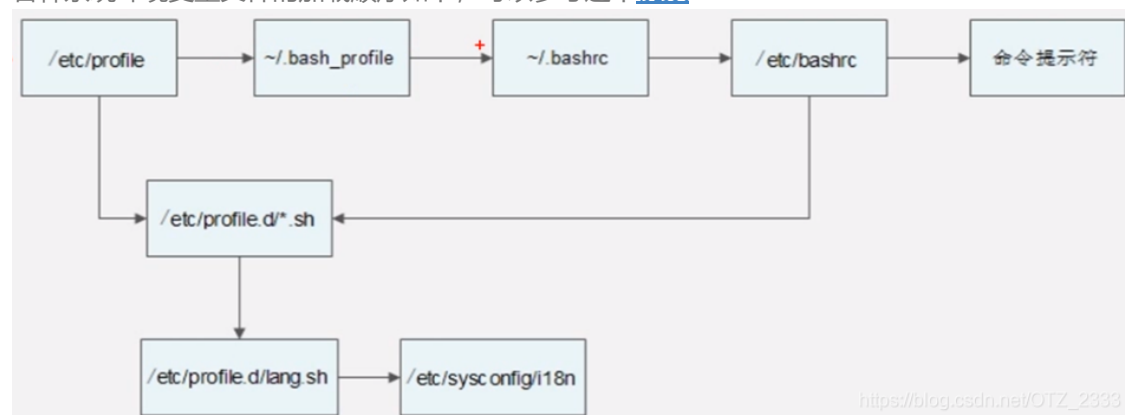 /etc/profile
~/.bash_profile
~/.bashrc
/etc/bashrc
命令提示符
/etc/profile.d/*.sh
/etc/profile.d/lang.sh
/etc/sysconfig/i18n
https://blog.csdn.net/OTZ_2333